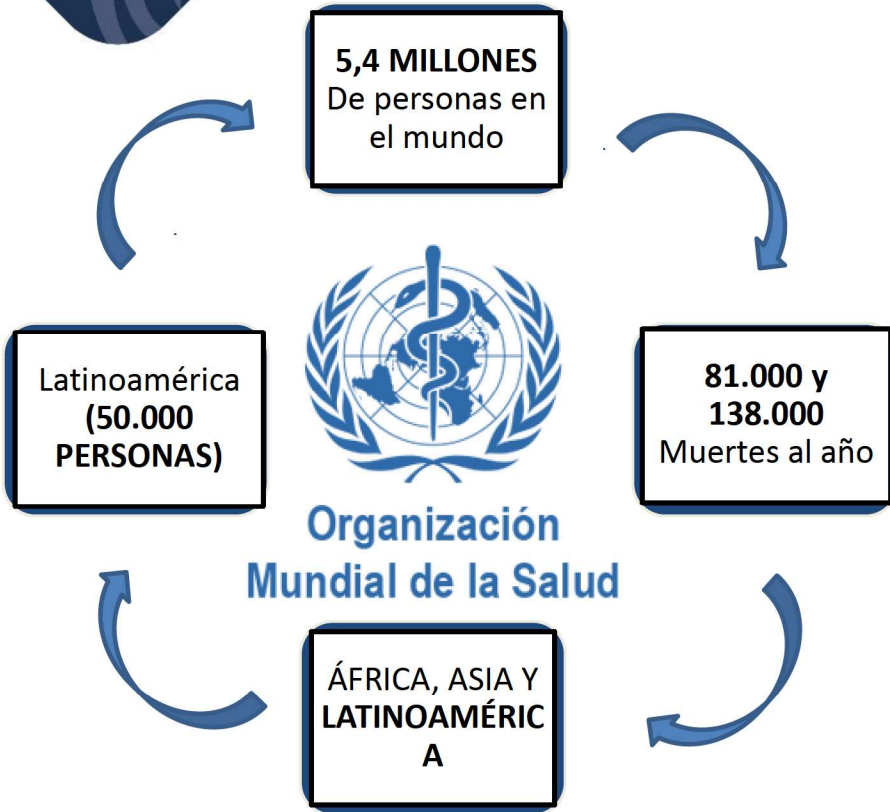 5,4 MILLONES
De personas en
el mundo
81.000 y
138.000
Muertes al año
ÁFRICA, ASIA Y
LATINOAMÉRIC
A
Latinoamérica
(50.000
PERSONAS)
Organización
Mundial de la Salud